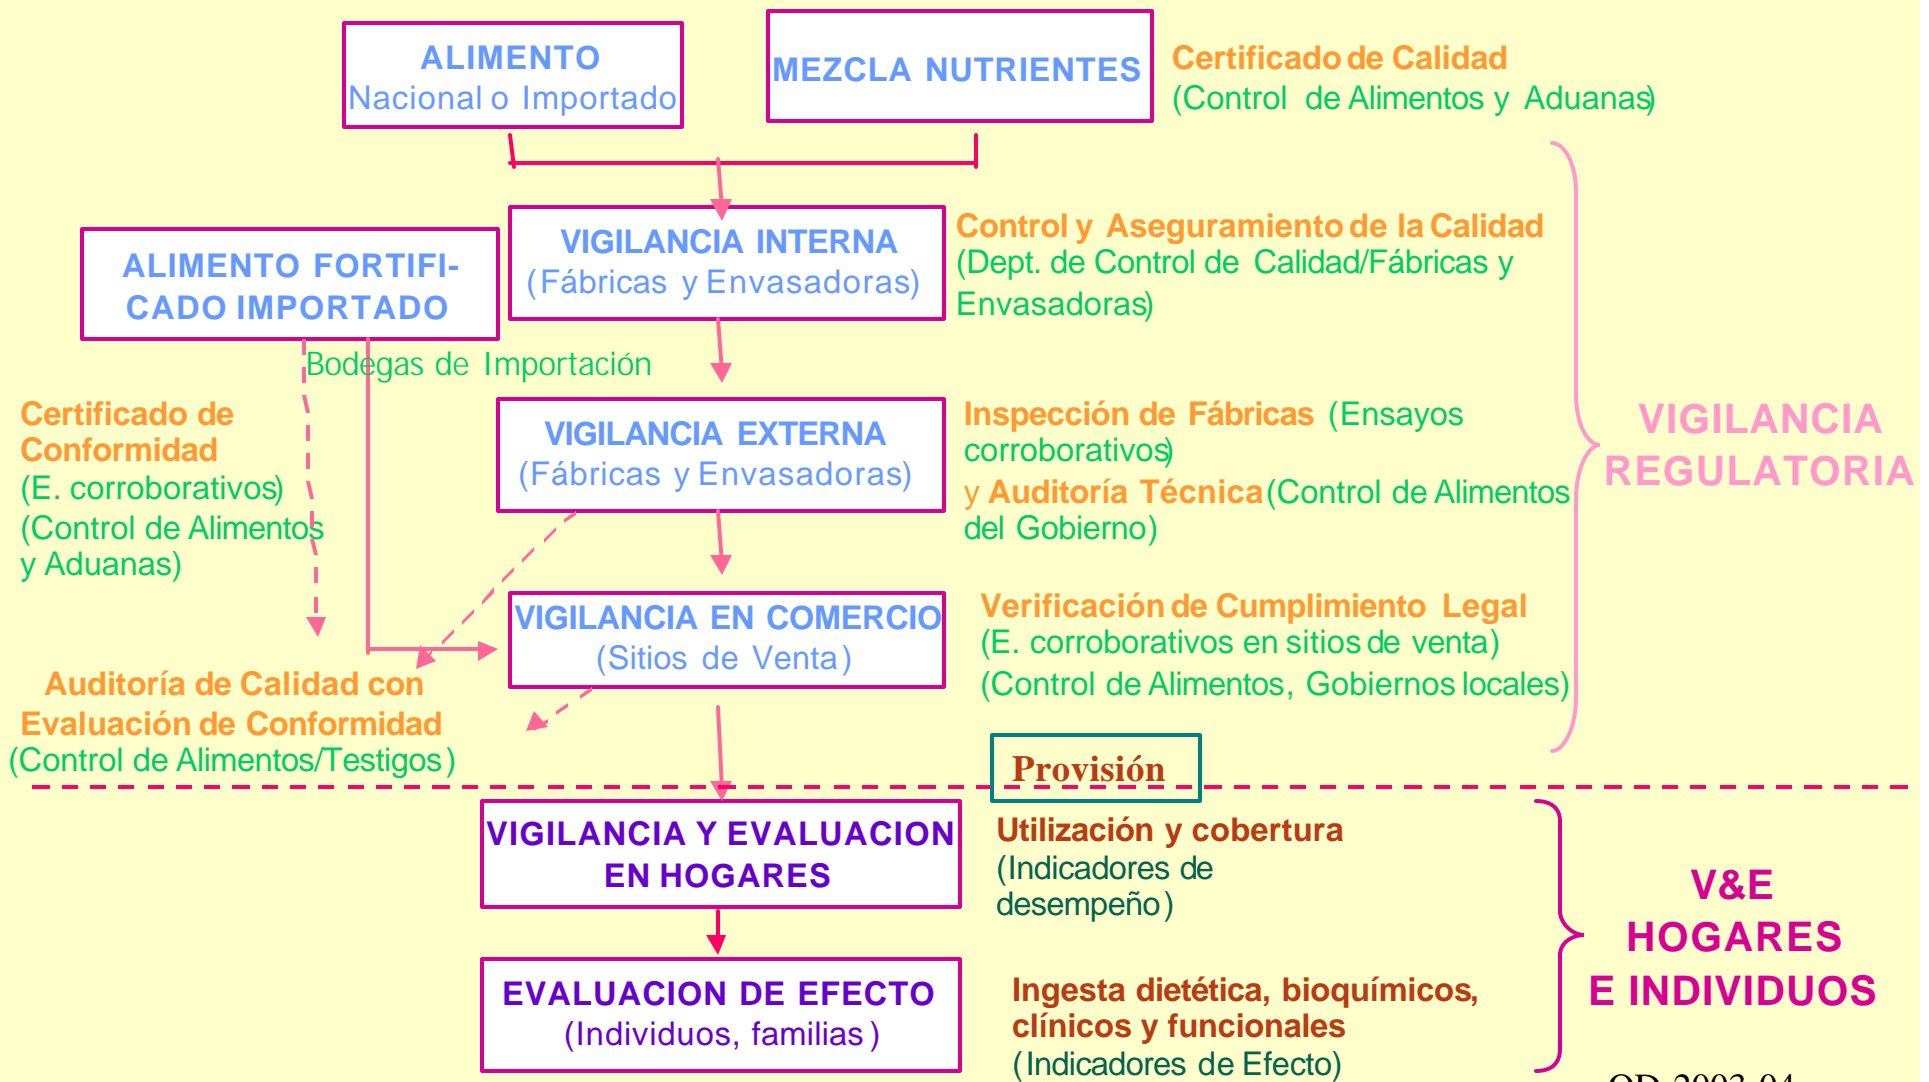 ALIMENTO
Nacional o Importado
MEZCLA NUTRIENTES
Certificado de Calidad
(Control de Alimentos y Aduanas)
VIGILANCIA INTERNA
(Fábricas y Envasadoras)
Control y Aseguramiento de la Calidad
(Dept. de Control de Calidad/Fábricas y
Envasadoras)
ALIMENTO FORTIFI-
CADO IMPORTADO
Bodegas de Importación
Certificado de
Conformidad
(E. corroborativos)
(Control de Alimentos
y Aduanas)
VIGILANCIA EXTERNA
(Fábricas y Envasadoras)
Inspección de Fábricas (Ensayos
corroborativos)
y Auditoría Técnica (Control de Alimentos
del Gobierno)
VIGILANCIA
REGULATORIA
VIGILANCIA EN COMERCIO
(Sitios de Venta)
Verificación de Cumplimiento Legal
(E. corroborativos en sitios de venta)
(Control de Alimentos, Gobiernos locales)
Auditoría de Calidad con
Evaluación de Conformidad
(Control de Alimentos/Testigos)
Provisión
VIGILANCIA Y EVALUACION
EN HOGARES
Utilización y cobertura
(Indicadores de
desempeño)
V&E
HOGARES
E INDIVIDUOS
EVALUACION DE EFECTO
(Individuos, familias)
Ingesta dietética, bioquímicos,
clínicos y funcionales
(Indicadores de Efecto)